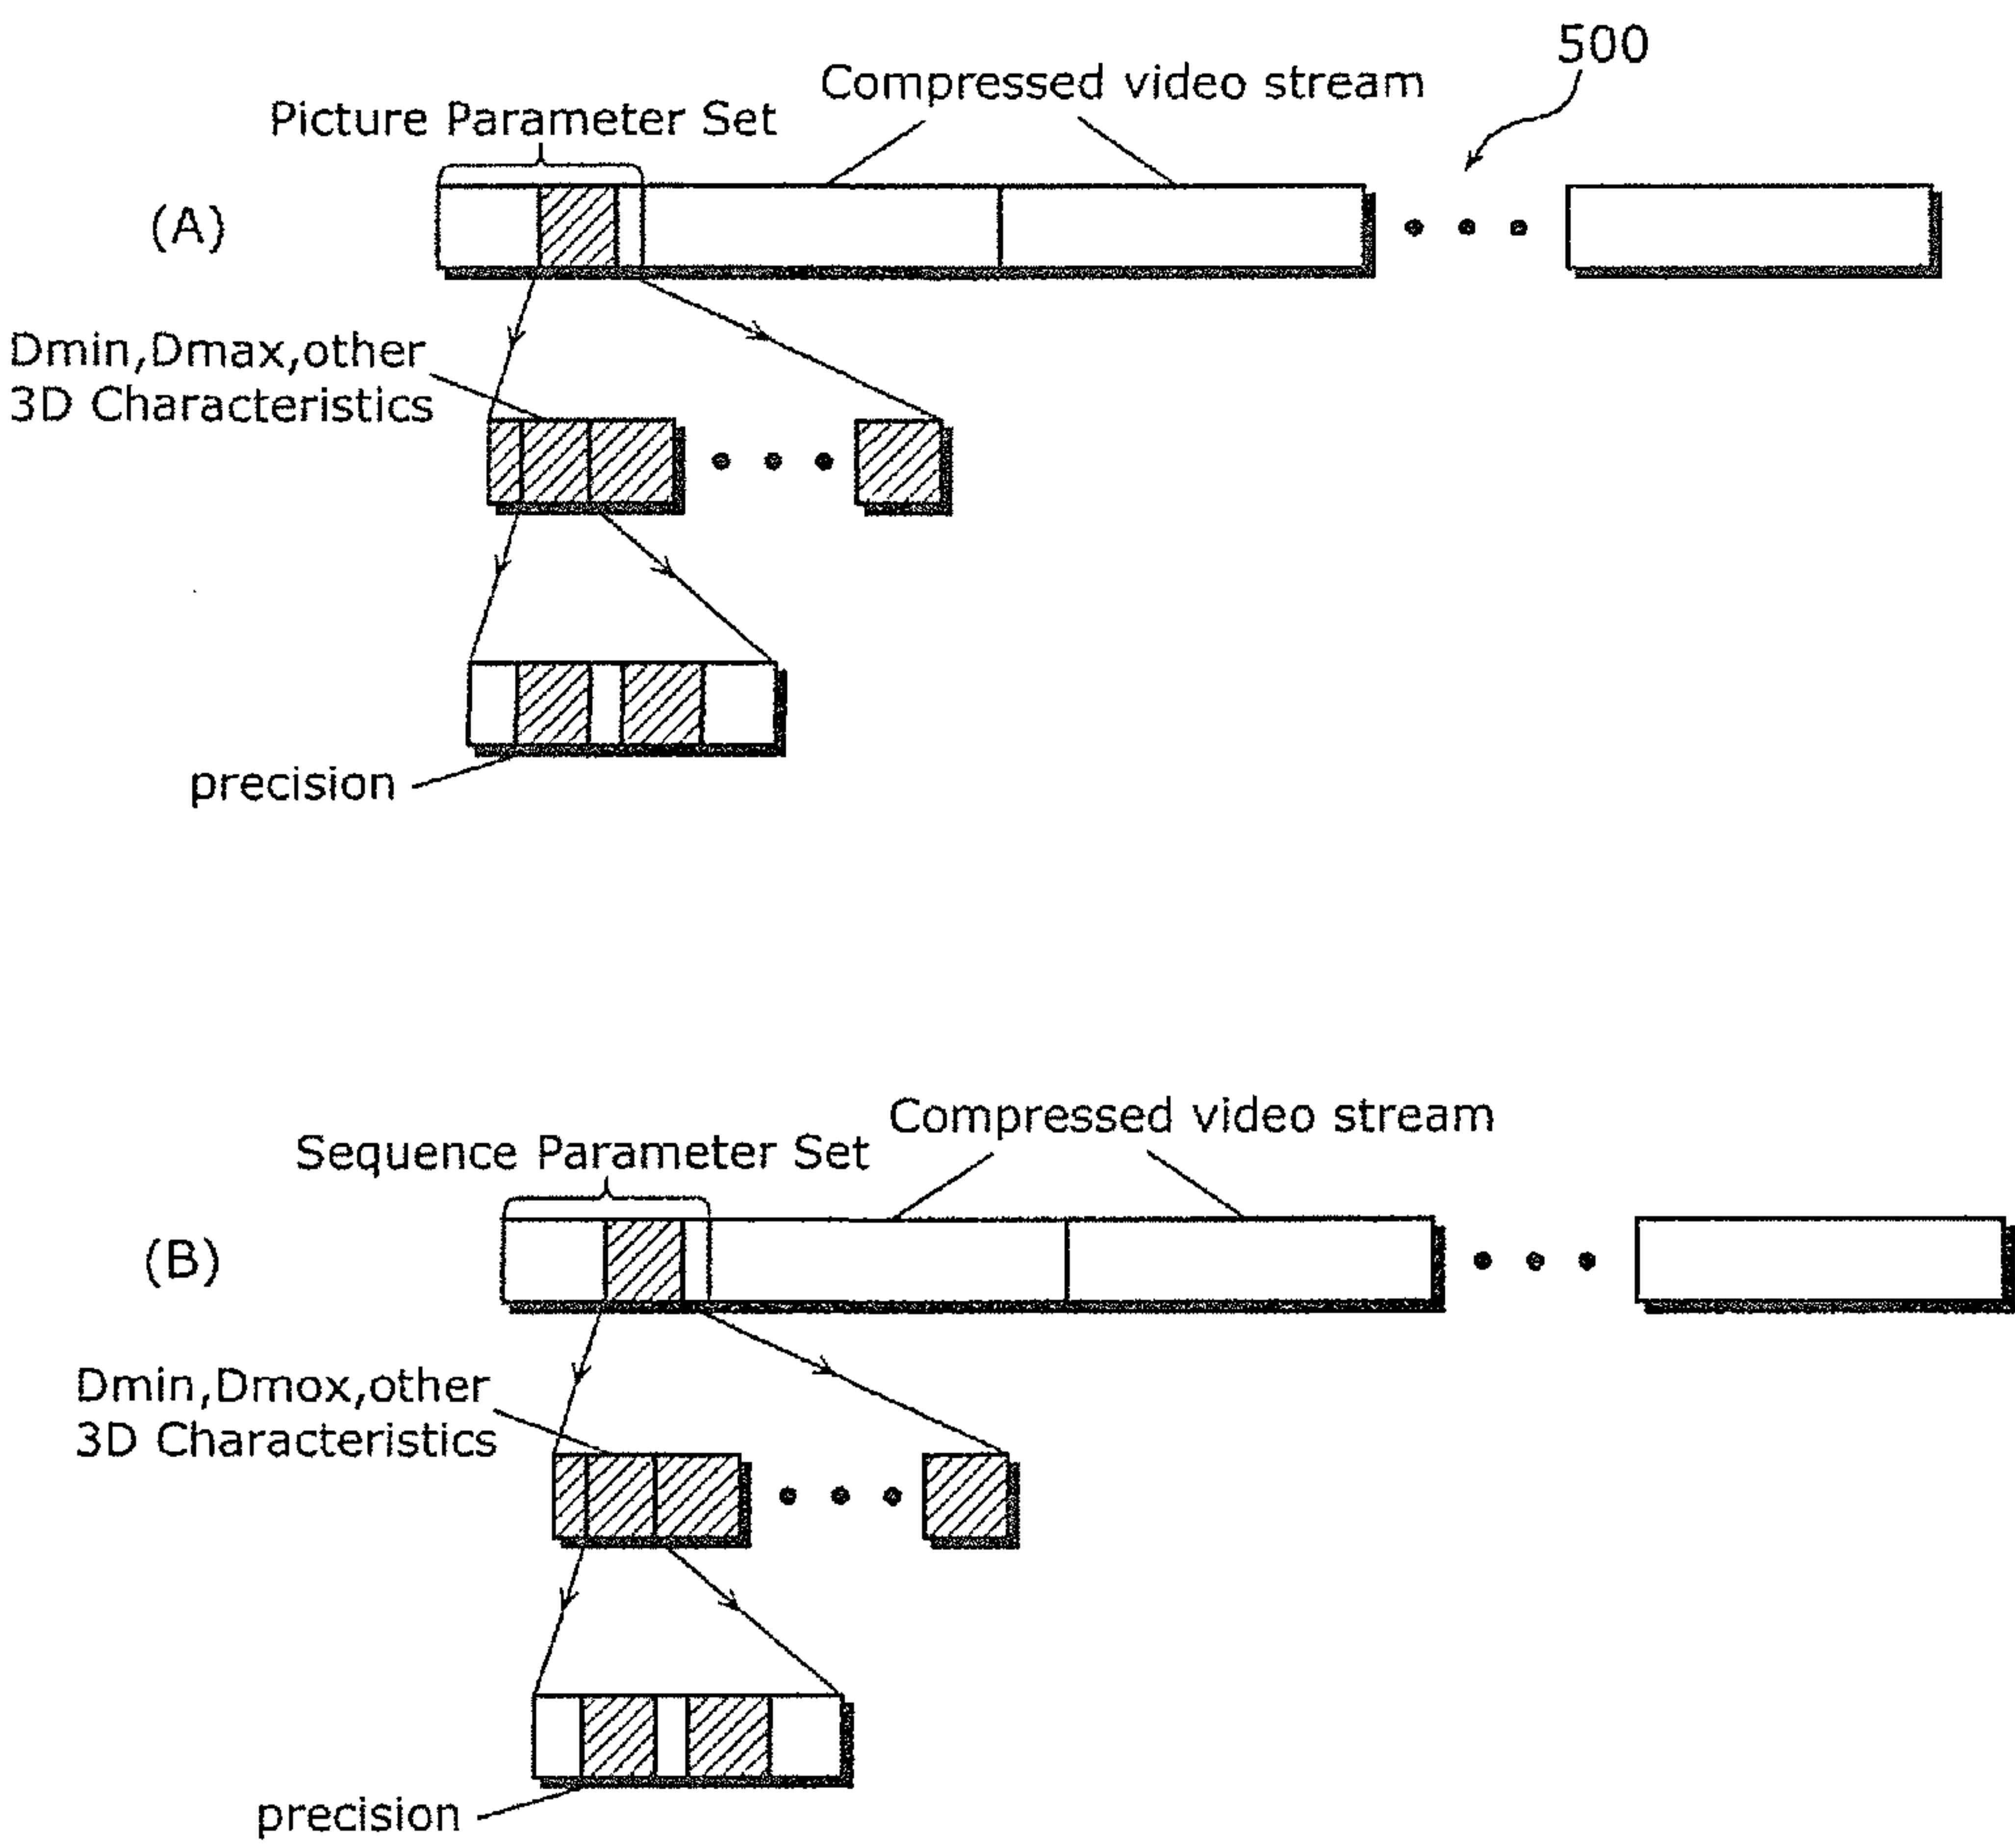 500
Compressed video stream
Picture Parameter Set
(A)
Dmin,Dmax,other
3D Characteristics
precision
Compressed video stream
Sequence Parameter Set
(B)
Dmin,Dmox,other
3D Characteristics
precision